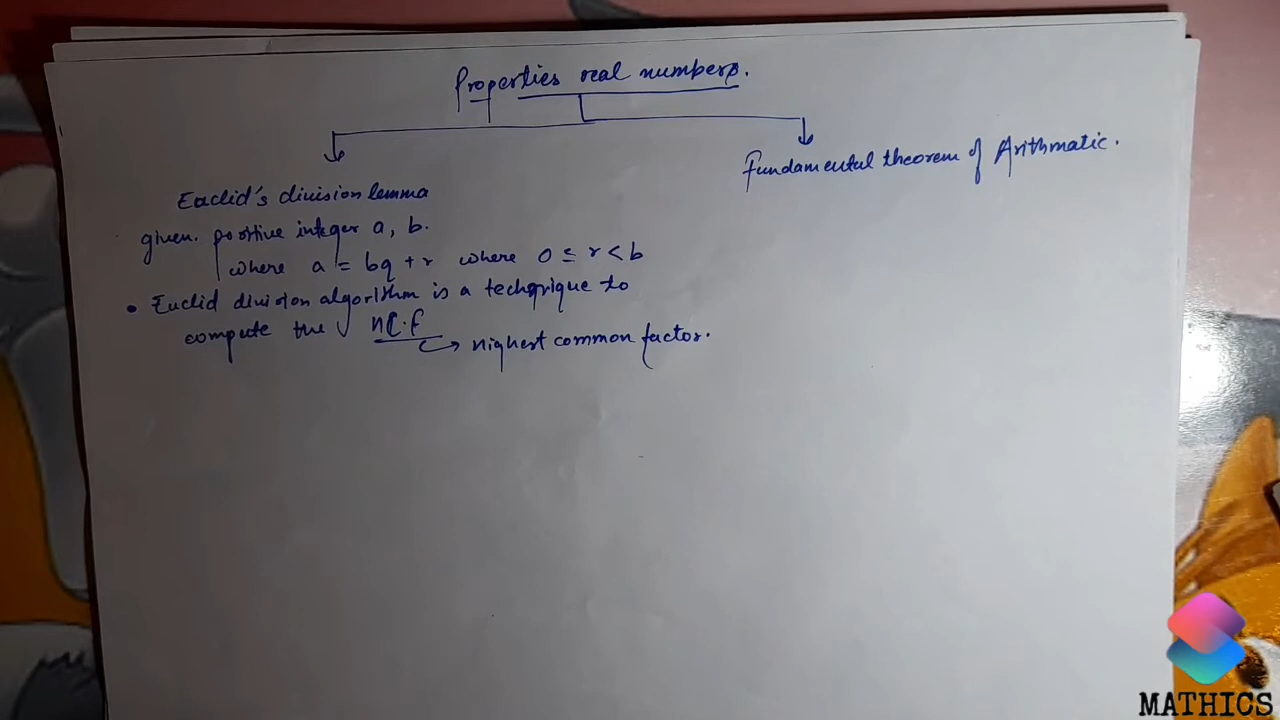 Properties real numbers.
Euclid's division lemma
given. positive integer a, b.
where a = bq + r where 0 ≤ r < b
• Euclid division algorithm is a technique to
compute the H.C.F
highest common factor.
Fundamental theorem of Arithmatic.
MATHICS